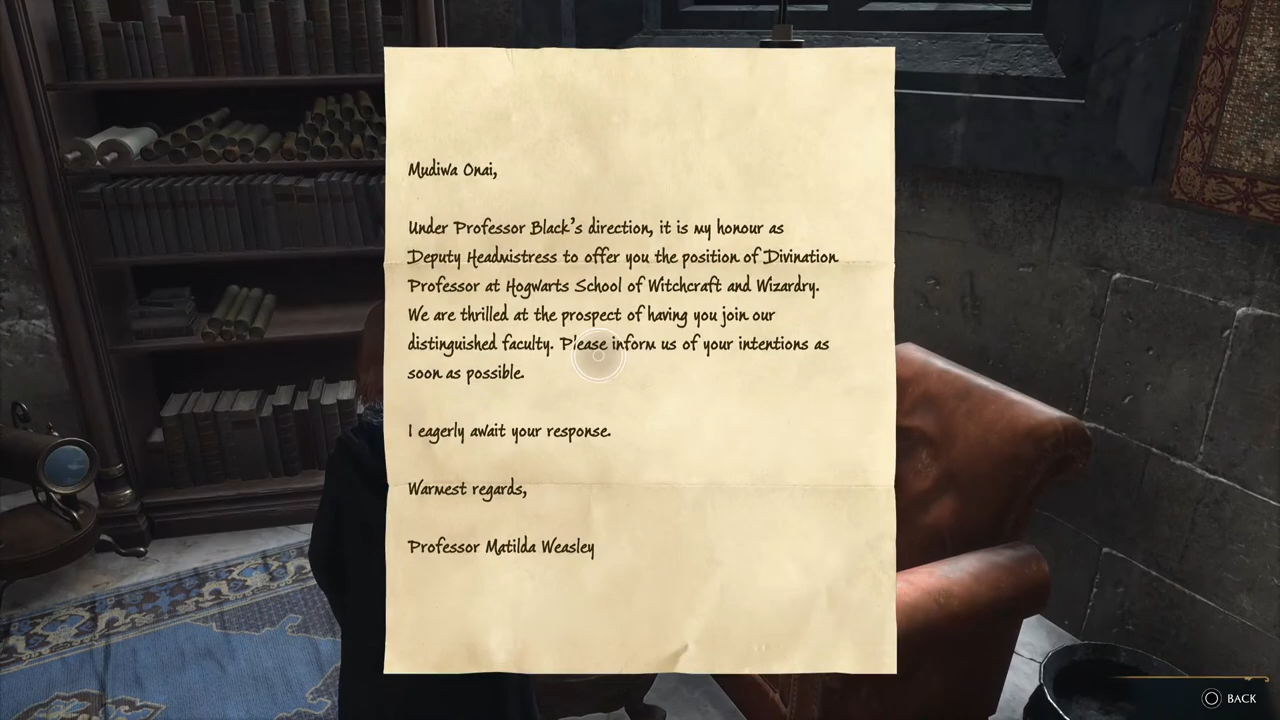 Mudiwa Onai,
Under Professor Black's direction, it is my honour as
Deputy Headmistress to offer you the position of Divination
Professor at Hogwarts School of Witchcraft and Wizardry.
We are thrilled at the prospect of having you join our
distinguished faculty. Please inform us of your intentions as
soon as possible.
I eagerly await your response.
Warmest regards,
Professor Matilda Weasley
BACK